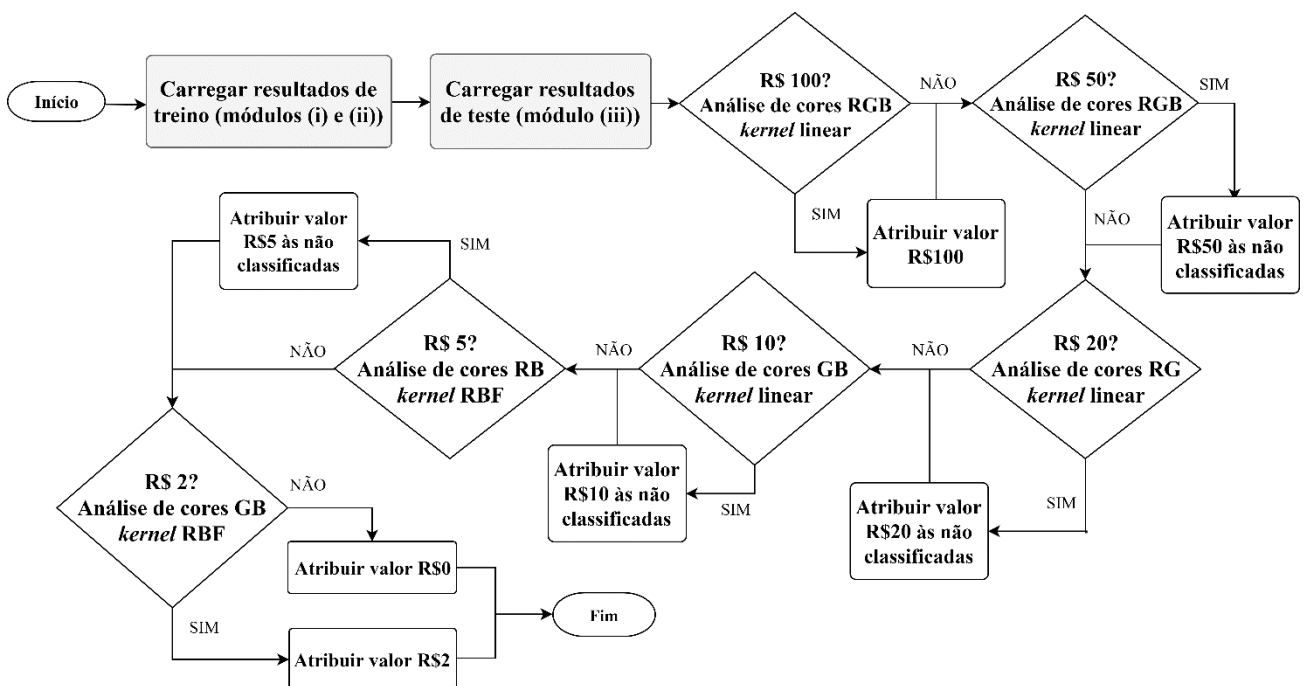 Início
Carregar resultados de
treino (módulos (i) e (ii))
Carregar resultados
de teste (módulo (iii))
R$ 100?
Análise de cores RGB
kernel linear
NÃO
SIM
Atribuir valor
R$100
R$ 50?
Análise de cores RGB
kernel linear
SIM
NÃO
Atribuir valor
R$50 às não
classificadas
R$ 20?
Análise de cores RG
kernel linear
NÃO
SIM
Atribuir valor
R$20 às não
classificadas
R$ 10?
Análise de cores GB
kernel linear
NÃO
SIM
Atribuir valor
R$10 às não
classificadas
R$ 5?
Análise de cores RB
kernel RBF
SIM
NÃO
Atribuir valor
R$5 às não
classificadas
R$ 2?
Análise de cores GB
kernel RBF
NÃO
SIM
Atribuir valor R$0
Atribuir valor R$2
Fim